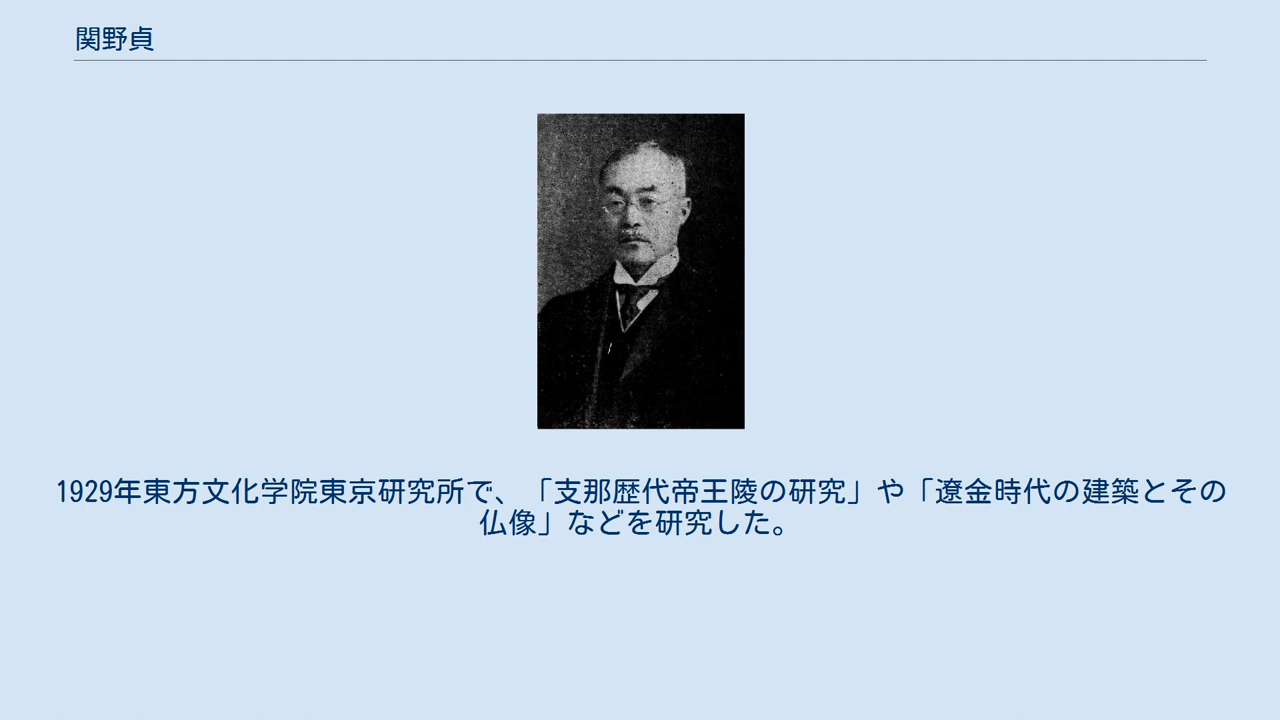 関野貞
1929年東方文化学院東京研究所で、「支那歴代帝王陵の研究」や「遼金時代の建築とその
仏像」などを研究した。